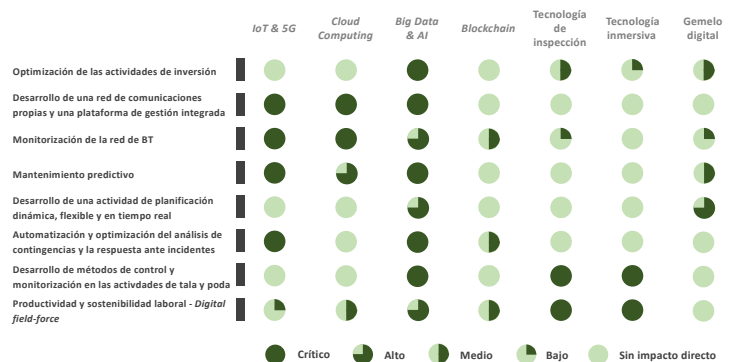 IoT & 5G
Cloud
Computing
Big Data
& AI
Blockchain
Tecnología
de
inspección
Tecnología
inmersiva
Gemelo
digital
Optimización de las actividades de inversión
Desarrollo de una red de comunicaciones
propias y una plataforma de gestión integrada
Monitorización de la red de BT
Mantenimiento predictivo
Desarrollo de una actividad de planificación
dinámica, flexible y en tiempo real
Automatización y optimización del análisis de
contingencias y la respuesta ante incidentes
Desarrollo de métodos de control y
monitorización en las actividades de tala y poda
Productividad y sostenibilidad laboral - Digital
field-force
Crítico
Alto
Medio
Bajo
Sin impacto directo